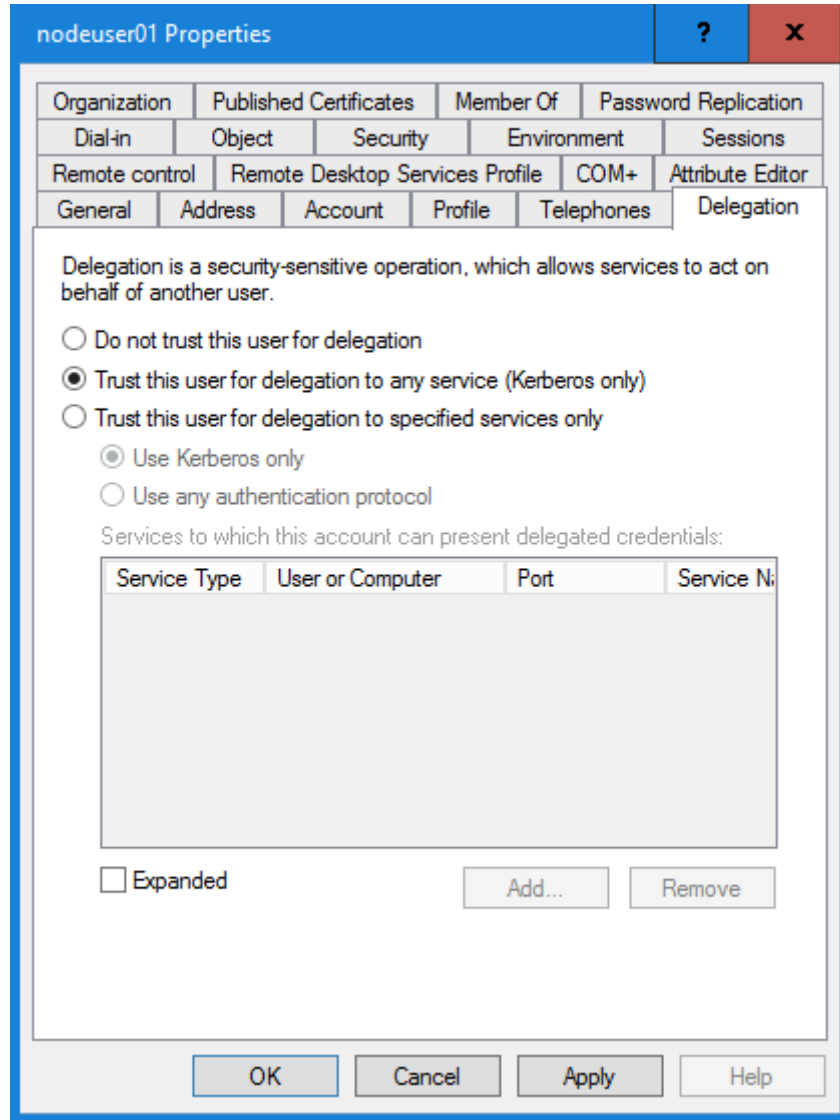 nodeuser01 Properties
?
x
Organization Published Certificates Member Of Password Replication
Dial-in Object Security Environment Sessions
Remote control Remote Desktop Services Profile COM+ Attribute Editor
General Address Account Profile Telephones Delegation
Delegation is a security-sensitive operation, which allows services to act on
behalf of another user.
Do not trust this user for delegation
Trust this user for delegation to any service (Kerberos only)
Trust this user for delegation to specified services only
Use Kerberos only
Use any authentication protocol
Services to which this account can present delegated credentials:
Service Type User or Computer Port Service Na
Expanded
Add... Remove
OK Cancel Apply Help